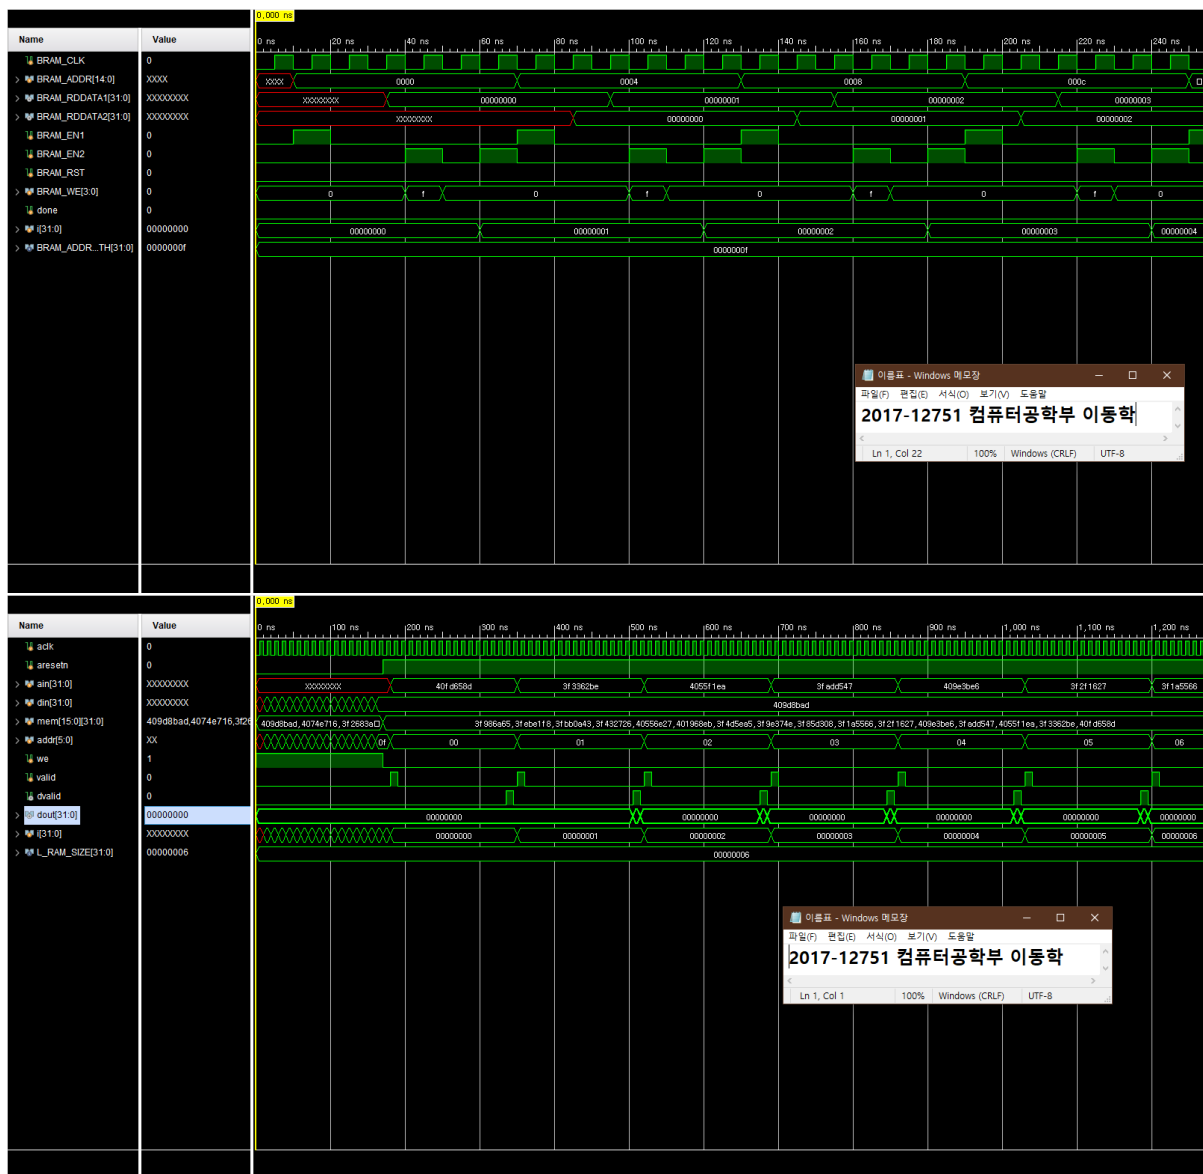 0,000 ns
Name Value
0 ns 20 ns 40 ns 60 ns 80 ns 100 ns 120 ns 140 ns 160 ns 180 ns 200 ns 220 ns 240 ns
BRAM_CLK 0
BRAM_ADDR[14:0] XXXX XXXX 0000 0004 0008 000c
BRAM_RDDATA1[31:0] XXXXXXXX XXXXXXXX 00000000 00000001 00000002 00000003
BRAM_RDDATA2[31:0] XXXXXXXX XXXXXXXX 00000000 00000001 00000002
BRAM_EN1 0
BRAM_EN2 0
BRAM_RST 0
BRAM_WE[3:0] 0 0 f 0 f 0 f 0 f 0
done 0
i[31:0] 00000000 00000000 00000001 00000002 00000003 00000004
BRAM_ADDR...TH[31:0] 0000000f 0000000f
이름표 - Windows 메모장
파일(F) 편집(E) 서식(O) 보기(V) 도움말
2017-12751 컴퓨터공학부 이동학
Ln 1, Col 22 100% Windows (CRLF) UTF-8
0,000 ns
Name Value
0 ns 100 ns 200 ns 300 ns 400 ns 500 ns 600 ns 700 ns 800 ns 900 ns 1,000 ns 1,100 ns 1,200 ns
aclk 0
aresetn 0
ain[31:0] XXXXXXXX XXXXXXXX 40fd658d 3f3362be 4055f1ea 3fadd547 409e3be6 3f2f1627 3f1a5566
din[31:0] XXXXXXXX 409d8bad
mem[15:0][31:0] 409d8bad,4074e716,3f26 409d8bad,4074e716,3f2683a 3f986a65,3febe1f8,3fbb0a43,3f432726,40556e27,401968eb,3f4d5ea5,3f9e374e,3f85d308,3f1a5566,3f2f1627,409e3be6,3fadd547,4055f1ea,3f3362be,40fd658d
addr[5:0] XX 0f 00 01 02 03 04 05 06
we 1
valid 0
dvalid 0
dout[31:0] 00000000 00000000 00000000 00000000 00000000 00000000 00000000
i[31:0] XXXXXXXX 00000000 00000001 00000002 00000003 00000004 00000005 00000006
L_RAM_SIZE[31:0] 00000006 00000006
이름표 - Windows 메모장
파일(F) 편집(E) 서식(O) 보기(V) 도움말
2017-12751 컴퓨터공학부 이동학
Ln 1, Col 1 100% Windows (CRLF) UTF-8